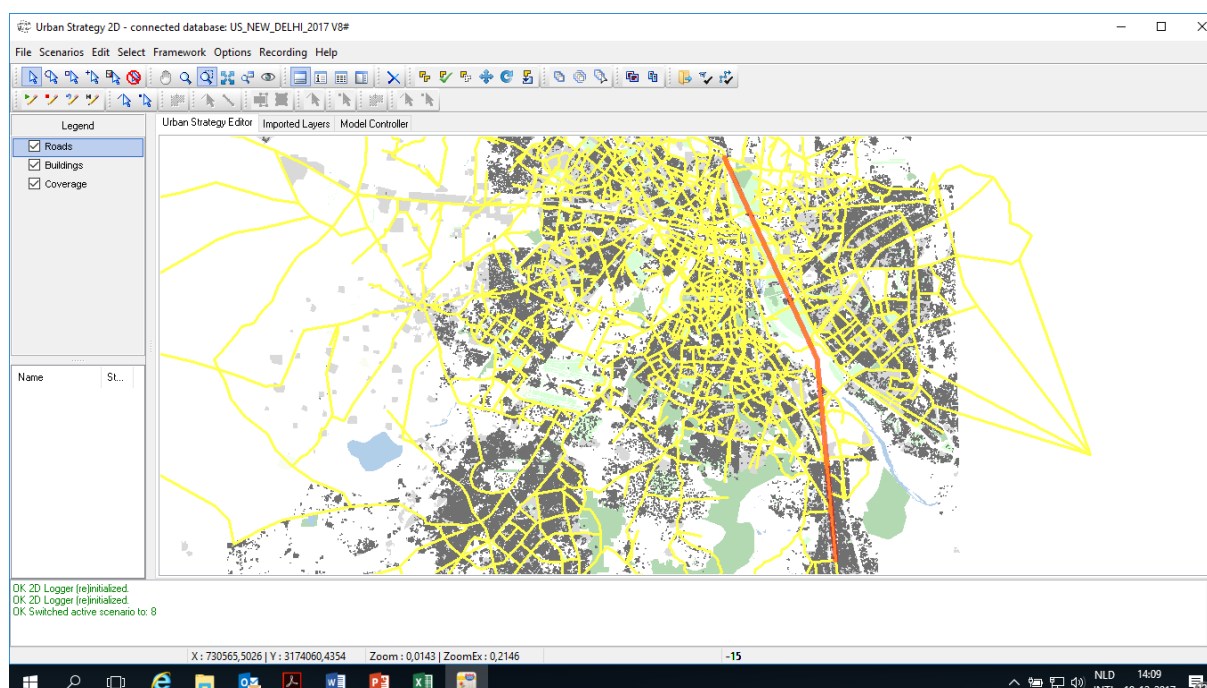 Urban Strategy 2D - connected database: US_NEW_DELHI_2017 V8#
File Scenarios Edit Select Framework Options Recording Help
Legend
Urban Strategy Editor Imported Layers Model Controller
Roads
Buildings
Coverage
Name St...
OK 2D Logger (re)initialized.
OK 2D Logger (re)initialized.
OK Switched active scenario to: 8
X : 730565,5026 | Y : 3174060,4354 Zoom : 0,0143 | ZoomEx : 0,2146 -15
NLD 14:09